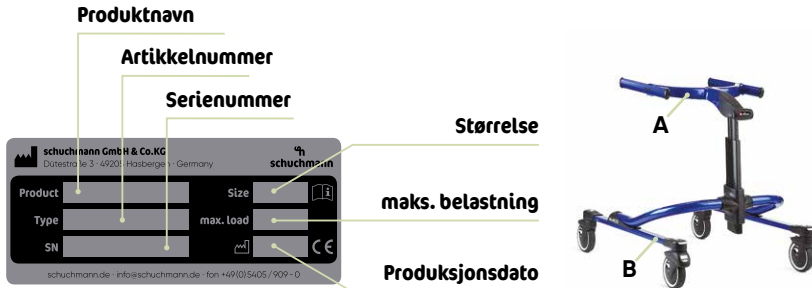 Produktnavn
Artikkelnummer
Serienummer
Størrelse
maks. belastning
Produksjonsdato
schuchmann GmbH & Co.KG
Dütestraße 3 · 49205 Hasbergen · Germany
schuchmann
Product
Size
Type
max. load
SN
CE
schuchmann.de · info@schuchmann.de · fon +49 (0) 5405 / 909 - 0
A
B